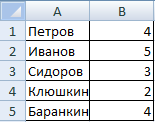 A B
1 Петров 4
2 Иванов 5
3 Сидоров 3
4 Клюшкин 2
5 Баранкин 4